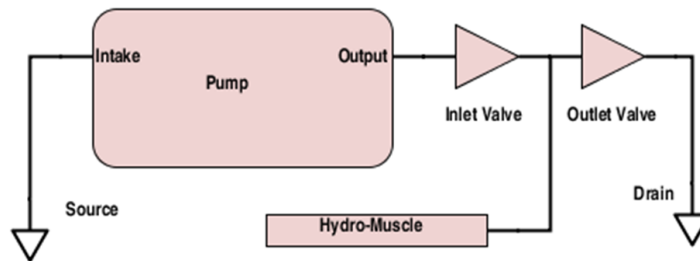 Intake
Output
Pump
Inlet Valve
Outlet Valve
Source
Drain
Hydro-Muscle